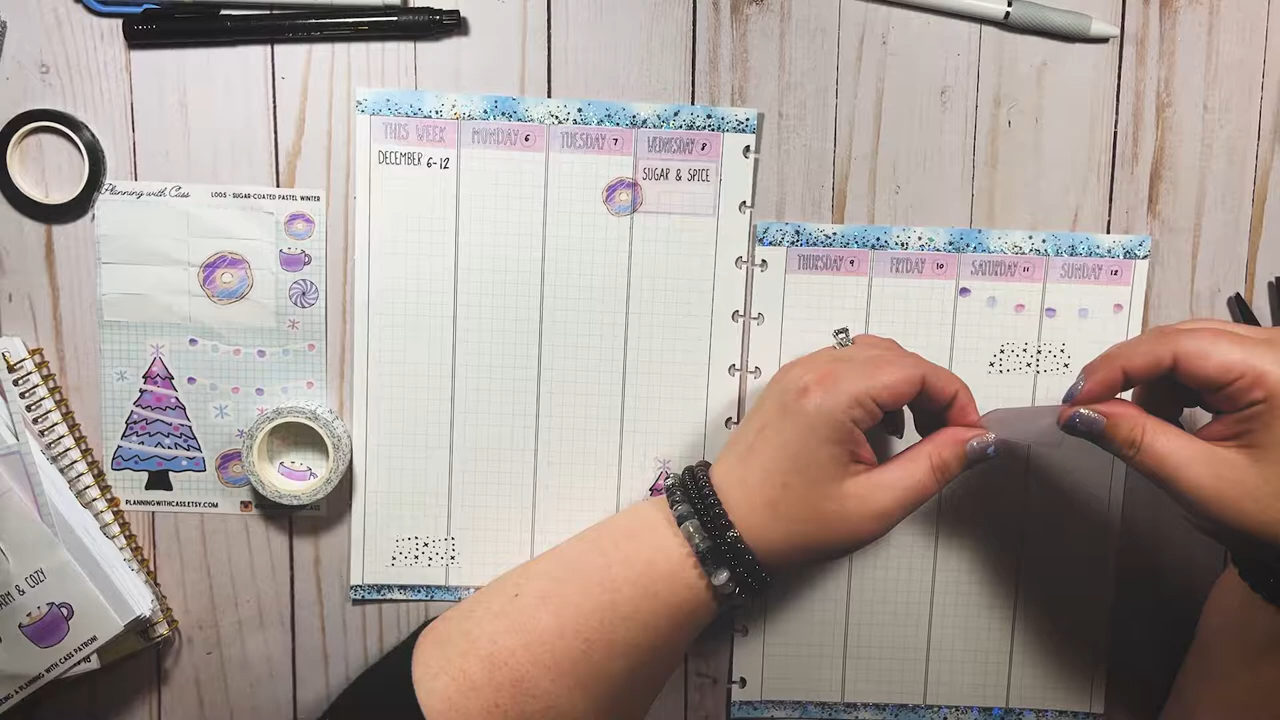 Planning with Cass
L005 - SUGAR-COATED PASTEL WINTER
PLANNINGWITHCASS.ETSY.COM
THIS WEEK
DECEMBER 6-12
MONDAY 6
TUESDAY 7
WEDNESDAY 8
SUGAR & SPICE
THURSDAY 9
FRIDAY 10
SATURDAY 11
SUNDAY 12
& COZY
A PLANNING WITH CASS PATRON!